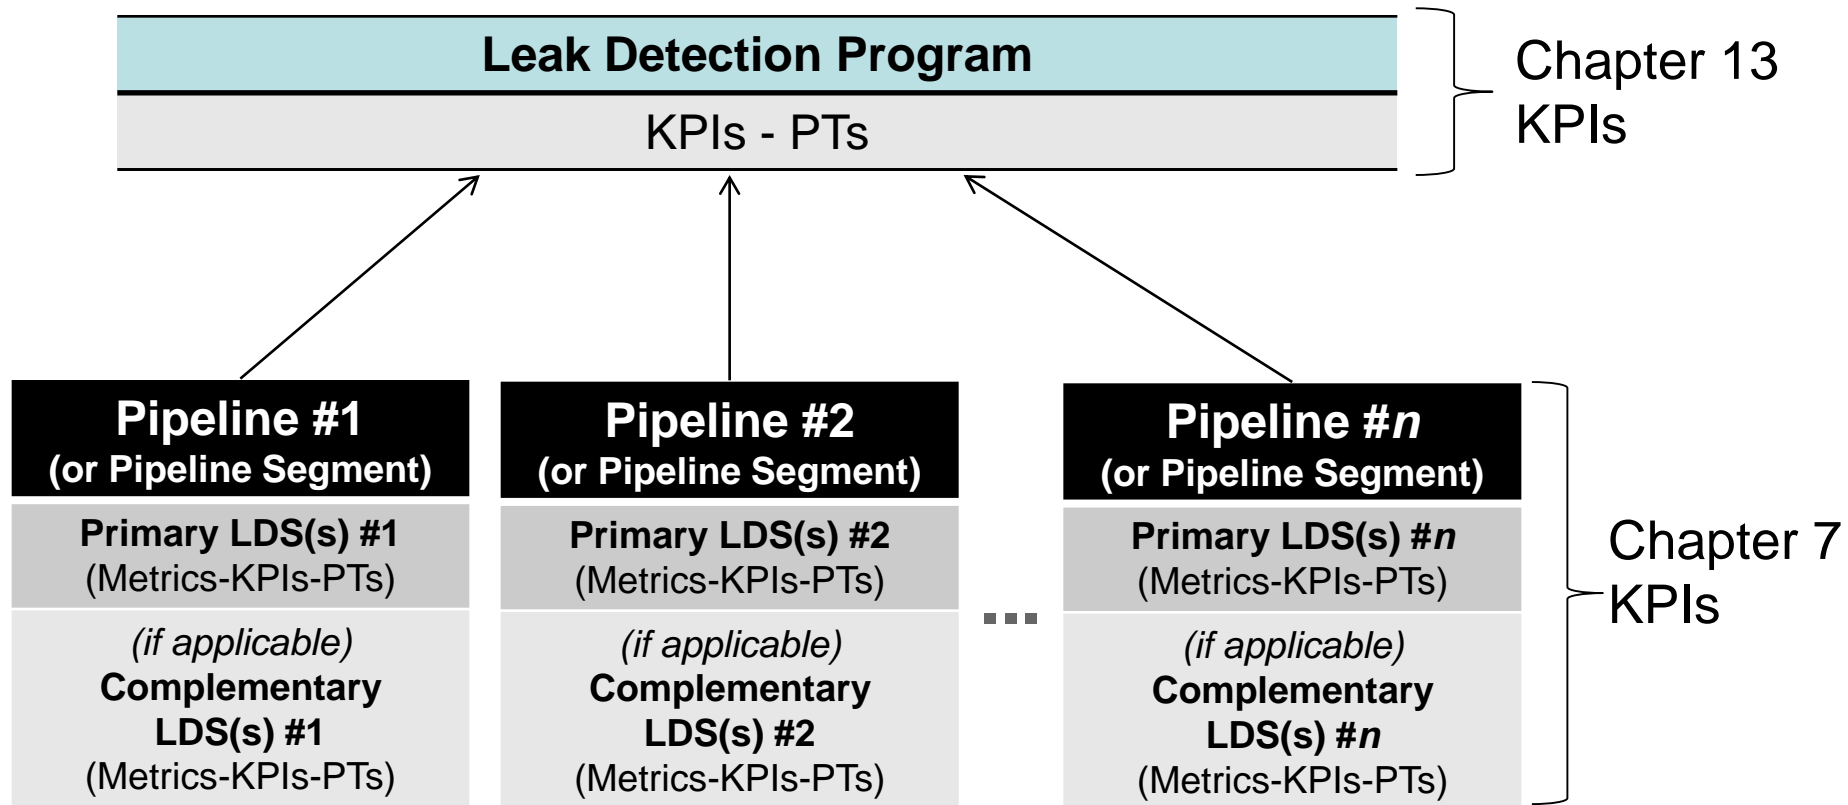 Leak Detection Program
KPIs - PTs
Chapter 13
KPIs
Pipeline #1
(or Pipeline Segment)
Primary LDS(s) #1
(Metrics-KPIs-PTs)
(if applicable)
Complementary
LDS(s) #1
(Metrics-KPIs-PTs)
Pipeline #2
(or Pipeline Segment)
Primary LDS(s) #2
(Metrics-KPIs-PTs)
(if applicable)
Complementary
LDS(s) #2
(Metrics-KPIs-PTs)
...
Pipeline #n
(or Pipeline Segment)
Primary LDS(s) #n
(Metrics-KPIs-PTs)
(if applicable)
Complementary
LDS(s) #n
(Metrics-KPIs-PTs)
Chapter 7
KPIs